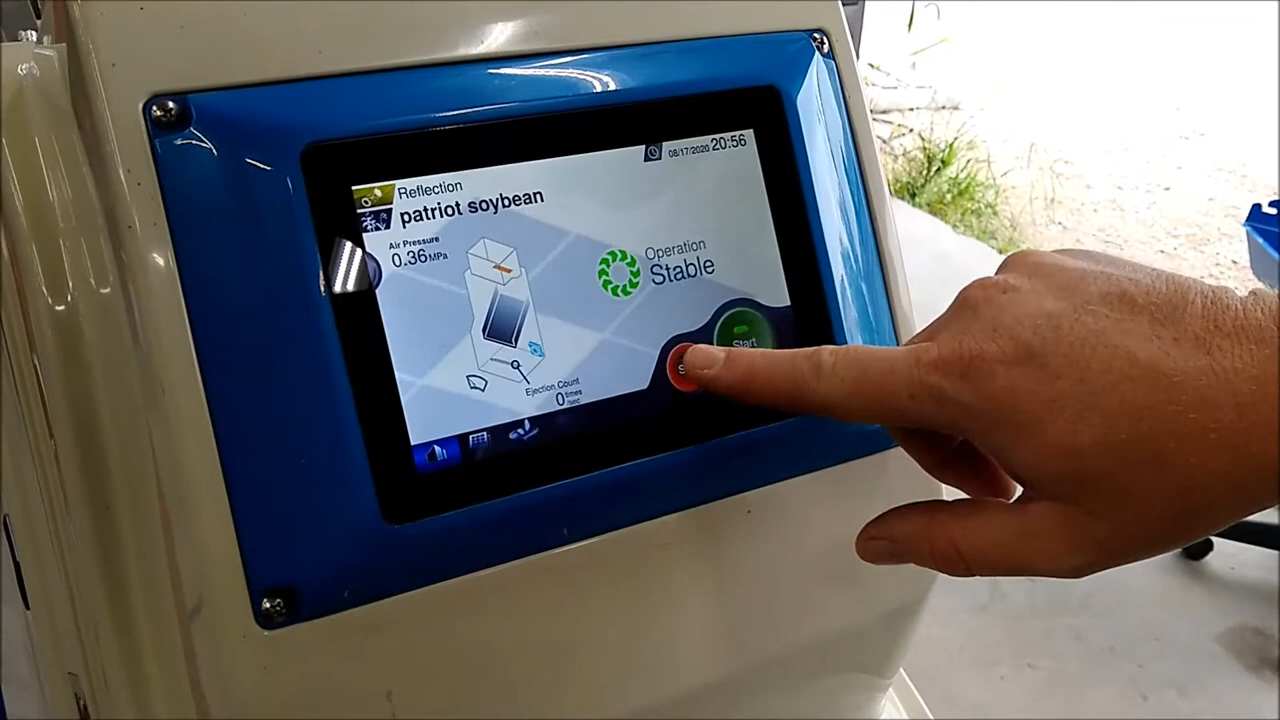 08/17/2020 20:56
Reflection
patriot soybean
Air Pressure
0.36 MPa
Operation
Stable
Start
S
Ejection Count
0 times
/sec